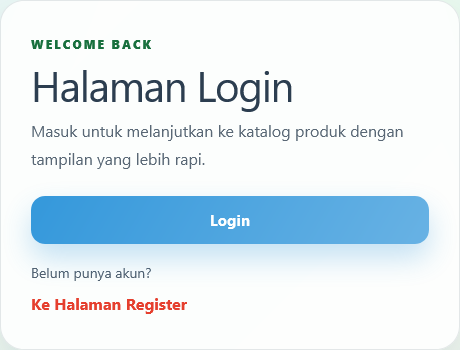 WELCOME BACK
Halaman Login
Masuk untuk melanjutkan ke katalog produk dengan
tampilan yang lebih rapi.
Login
Belum punya akun?
Ke Halaman Register